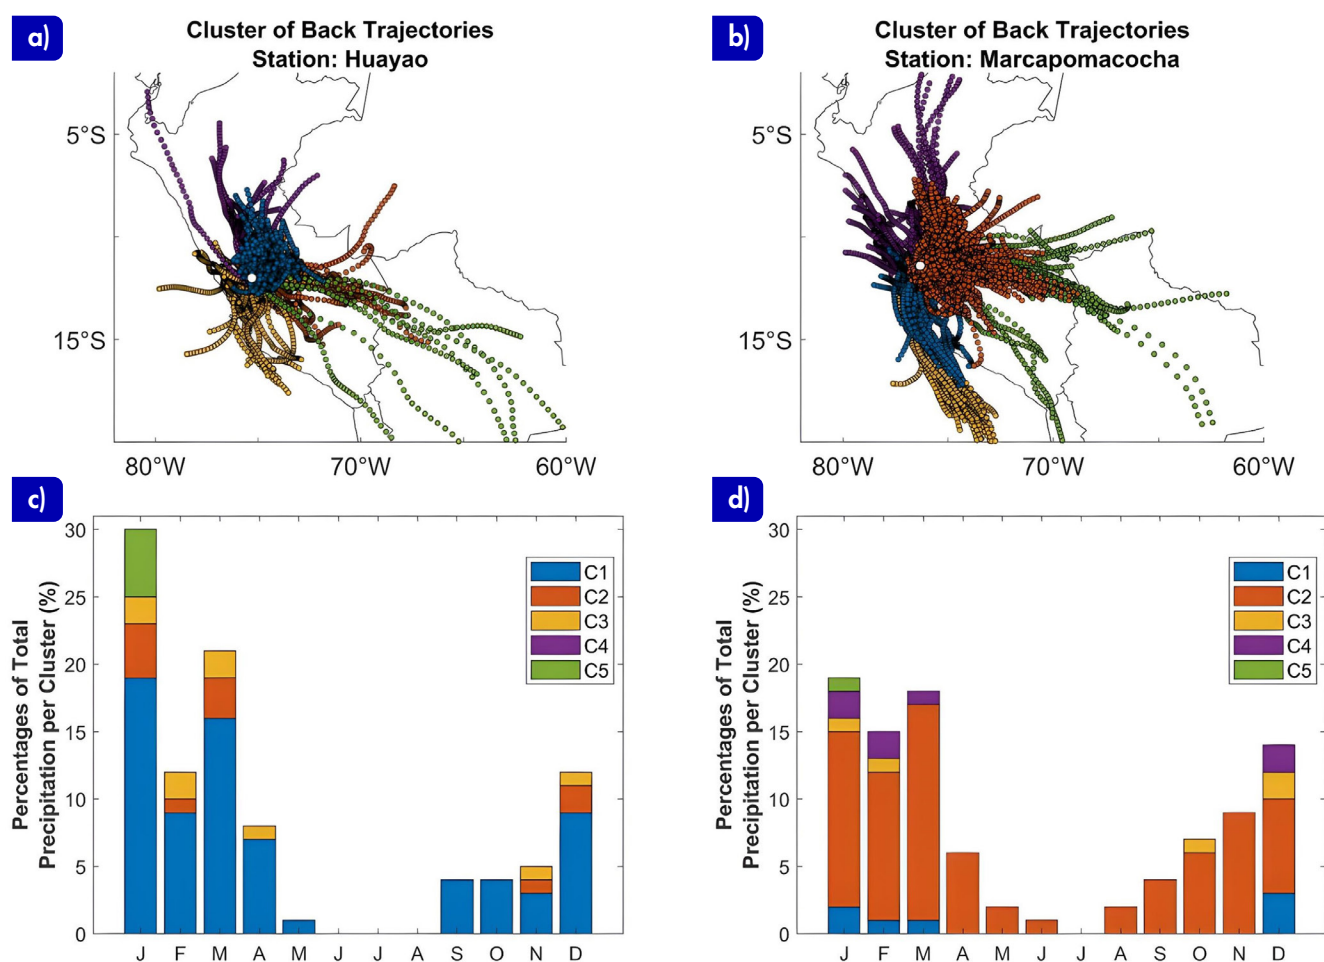 a)
Cluster of Back Trajectories
Station: Huayao
5°S
15°S
80°W
70°W
60°W
b)
Cluster of Back Trajectories
Station: Marcapomacocha
5°S
15°S
80°W
70°W
60°W
c)
Percentages of Total
Precipitation per Cluster (%)
30
25
20
15
10
5
0
J F M A M J J A S O N D
C1
C2
C3
C4
C5
d)
Percentages of Total
Precipitation per Cluster (%)
30
25
20
15
10
5
0
J F M A M J J A S O N D
C1
C2
C3
C4
C5